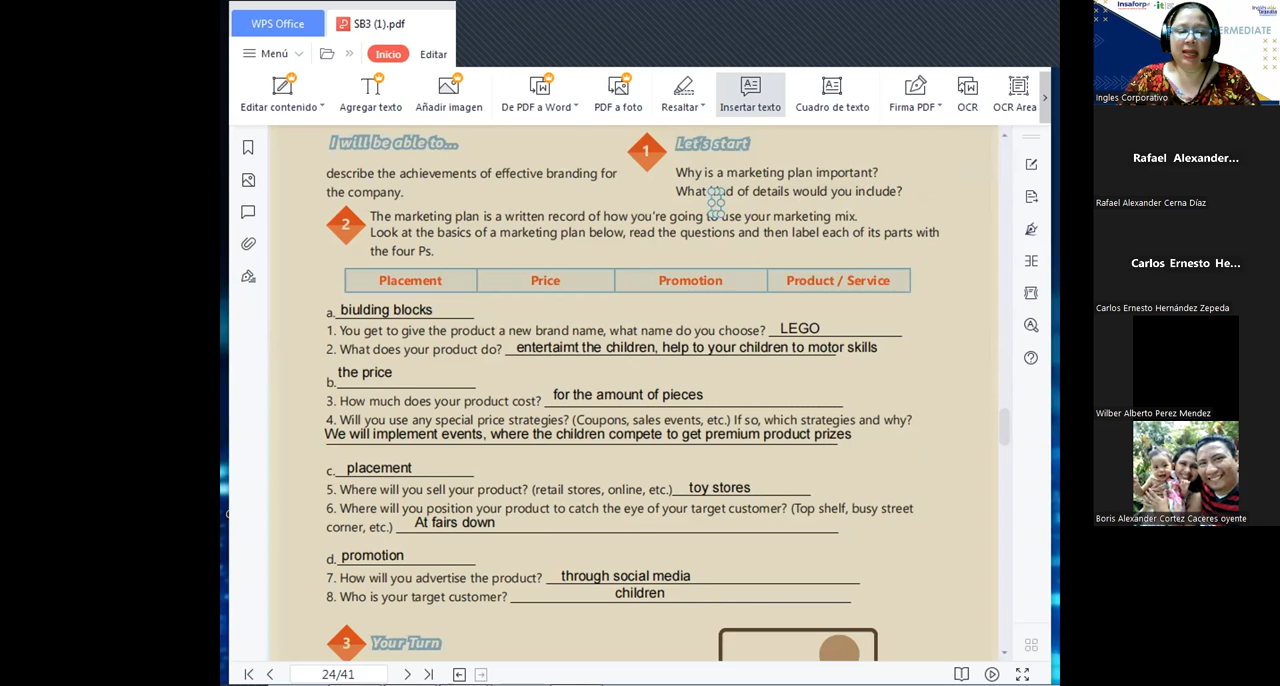 WPS Office
SB3 (1).pdf
Menú
Inicio
Editar
Editar contenido
Agregar texto
Añadir imagen
De PDF a Word
PDF a foto
Resaltar
Insertar texto
Cuadro de texto
Firma PDF
OCR
OCR Area
I will be able to...
describe the achievements of effective branding for
the company.
1
Let's start
Why is a marketing plan important?
What kind of details would you include?
2
The marketing plan is a written record of how you're going to use your marketing mix.
Look at the basics of a marketing plan below, read the questions and then label each of its parts with
the four Ps.
Placement Price Promotion Product / Service
a. biulding blocks
1. You get to give the product a new brand name, what name do you choose? LEGO
2. What does your product do? entertaimt the children, help to your children to motor skills
b. the price
3. How much does your product cost? for the amount of pieces
4. Will you use any special price strategies? (Coupons, sales events, etc.) If so, which strategies and why?
We will implement events, where the children compete to get premium product prizes
c. placement
5. Where will you sell your product? (retail stores, online, etc.) toy stores
6. Where will you position your product to catch the eye of your target customer? (Top shelf, busy street
corner, etc.) At fairs down
d. promotion
7. How will you advertise the product? through social media
8. Who is your target customer? children
3
Your Turn
24/41
Insaforp
Ingles Corporativo
Rafael Alexander...
Rafael Alexander Cerna Díaz
Carlos Ernesto He...
Carlos Ernesto Hernández Zepeda
Wilber Alberto Perez Mendez
Boris Alexander Cortez Caceres oyente